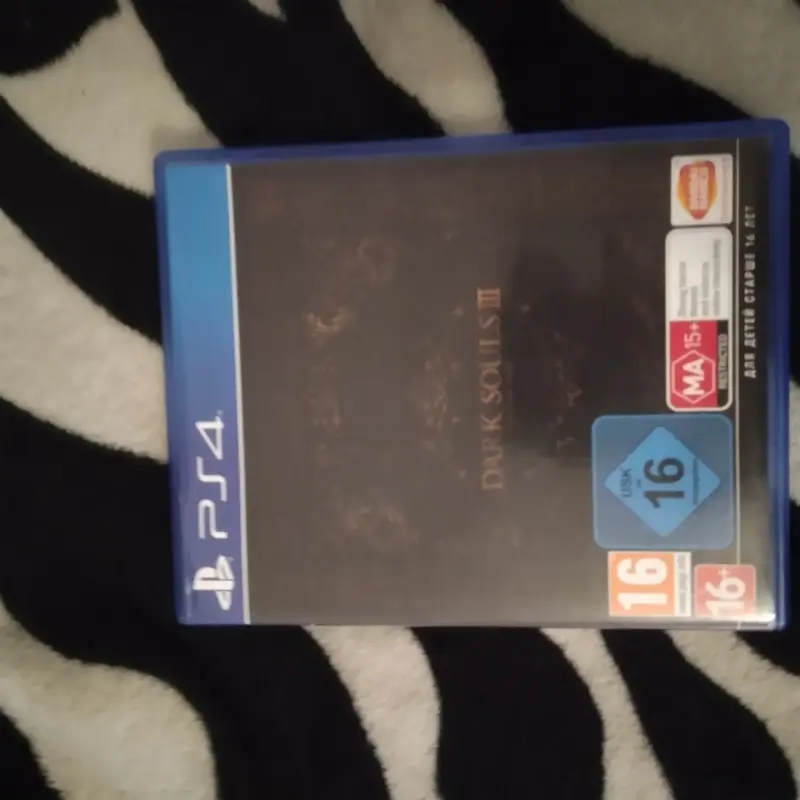 PS4
DARK SOULS III
16
16+
USK
16
MA 15+
RESTRICTED
ДЛЯ ДЕТЕЙ СТАРШЕ 16 ЛЕТ